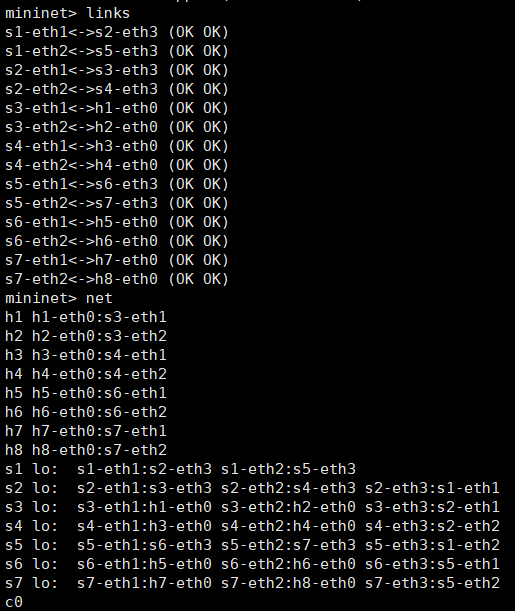 mininet> links
s1-eth1<->s2-eth3 (OK OK)
s1-eth2<->s5-eth3 (OK OK)
s2-eth1<->s3-eth3 (OK OK)
s2-eth2<->s4-eth3 (OK OK)
s3-eth1<->h1-eth0 (OK OK)
s3-eth2<->h2-eth0 (OK OK)
s4-eth1<->h3-eth0 (OK OK)
s4-eth2<->h4-eth0 (OK OK)
s5-eth1<->s6-eth3 (OK OK)
s5-eth2<->s7-eth3 (OK OK)
s6-eth1<->h5-eth0 (OK OK)
s6-eth2<->h6-eth0 (OK OK)
s7-eth1<->h7-eth0 (OK OK)
s7-eth2<->h8-eth0 (OK OK)
mininet> net
h1 h1-eth0:s3-eth1
h2 h2-eth0:s3-eth2
h3 h3-eth0:s4-eth1
h4 h4-eth0:s4-eth2
h5 h5-eth0:s6-eth1
h6 h6-eth0:s6-eth2
h7 h7-eth0:s7-eth1
h8 h8-eth0:s7-eth2
s1 lo:  s1-eth1:s2-eth3 s1-eth2:s5-eth3
s2 lo:  s2-eth1:s3-eth3 s2-eth2:s4-eth3 s2-eth3:s1-eth1
s3 lo:  s3-eth1:h1-eth0 s3-eth2:h2-eth0 s3-eth3:s2-eth1
s4 lo:  s4-eth1:h3-eth0 s4-eth2:h4-eth0 s4-eth3:s2-eth2
s5 lo:  s5-eth1:s6-eth3 s5-eth2:s7-eth3 s5-eth3:s1-eth2
s6 lo:  s6-eth1:h5-eth0 s6-eth2:h6-eth0 s6-eth3:s5-eth1
s7 lo:  s7-eth1:h7-eth0 s7-eth2:h8-eth0 s7-eth3:s5-eth2
c0